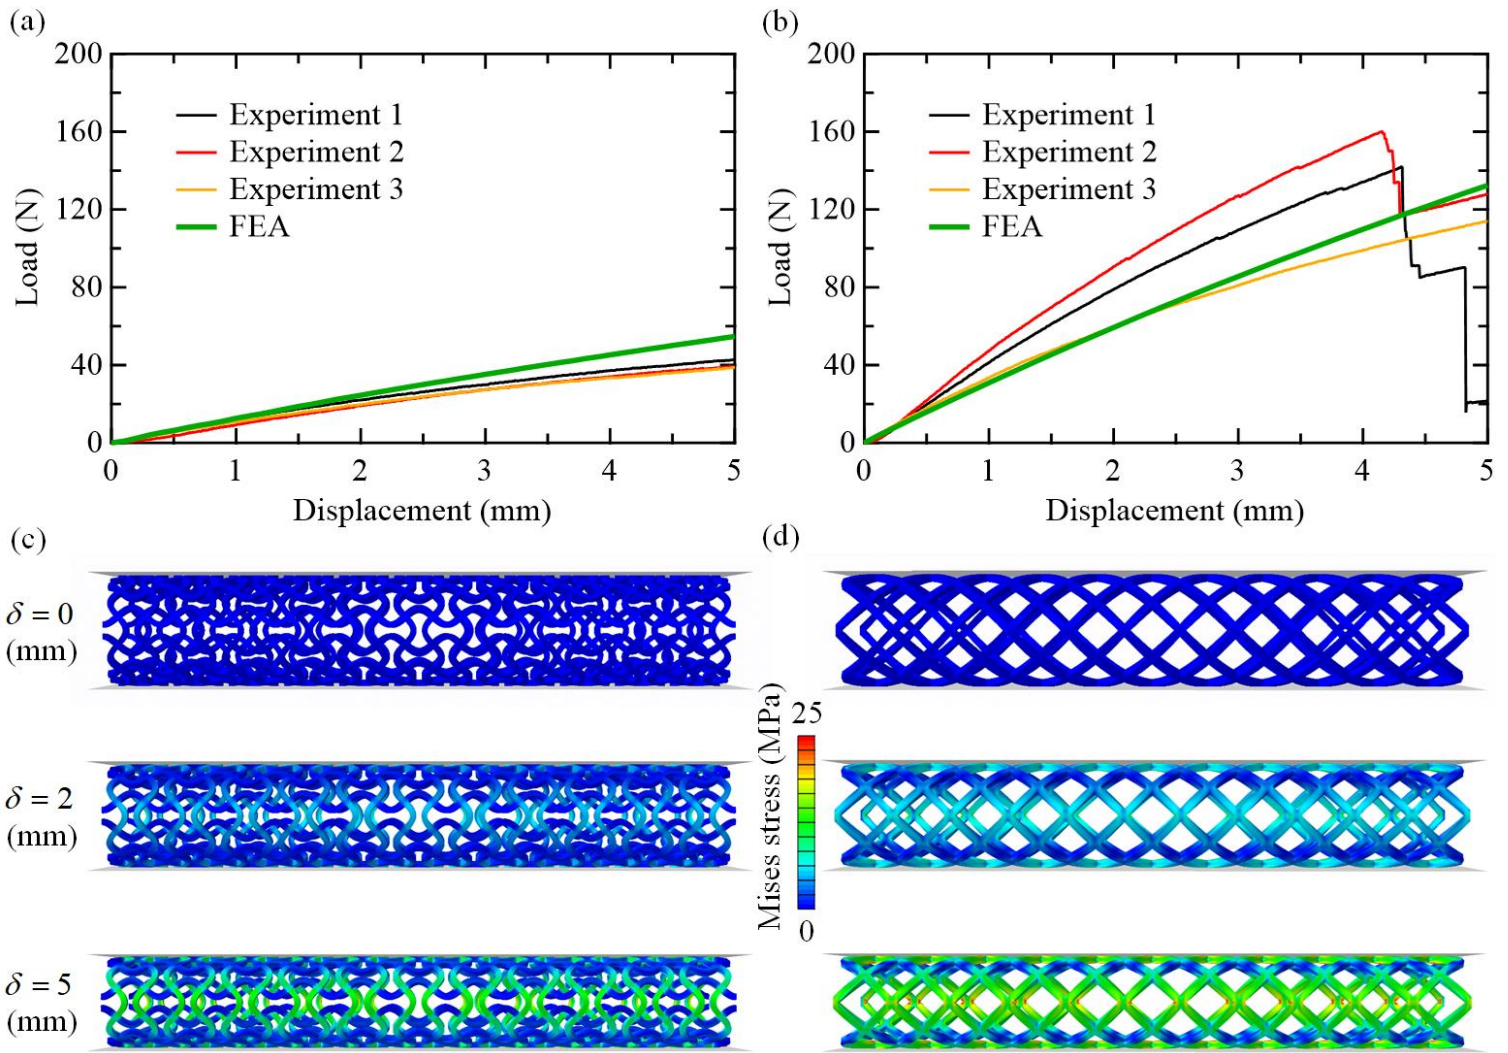 (a)
200
160
120
80
40
0
Load (N)
Experiment 1
Experiment 2
Experiment 3
FEA
0 1 2 3 4 5
Displacement (mm)
(b)
200
160
120
80
40
0
Load (N)
Experiment 1
Experiment 2
Experiment 3
FEA
0 1 2 3 4 5
Displacement (mm)
(c)
(d)
δ = 0
(mm)
δ = 2
(mm)
δ = 5
(mm)
Mises stress (MPa)
25
0